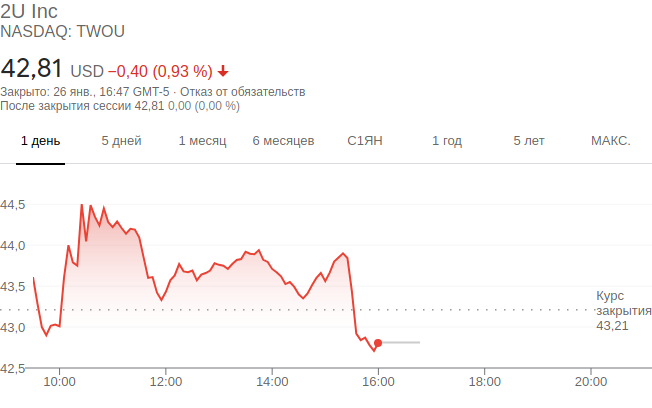 2U Inc
NASDAQ: TWOU
42,81 USD −0,40 (0,93 %)
Закрыто: 26 янв., 16:47 GMT-5 · Отказ от обязательств
После закрытия сессии 42,81 0,00 (0,00 %)
1 день 5 дней 1 месяц 6 месяцев С1ЯН 1 год 5 лет МАКС.
44,5
44,0
43,5
43,0
42,5
Курс
закрытия
43,21
10:00 12:00 14:00 16:00 18:00 20:00